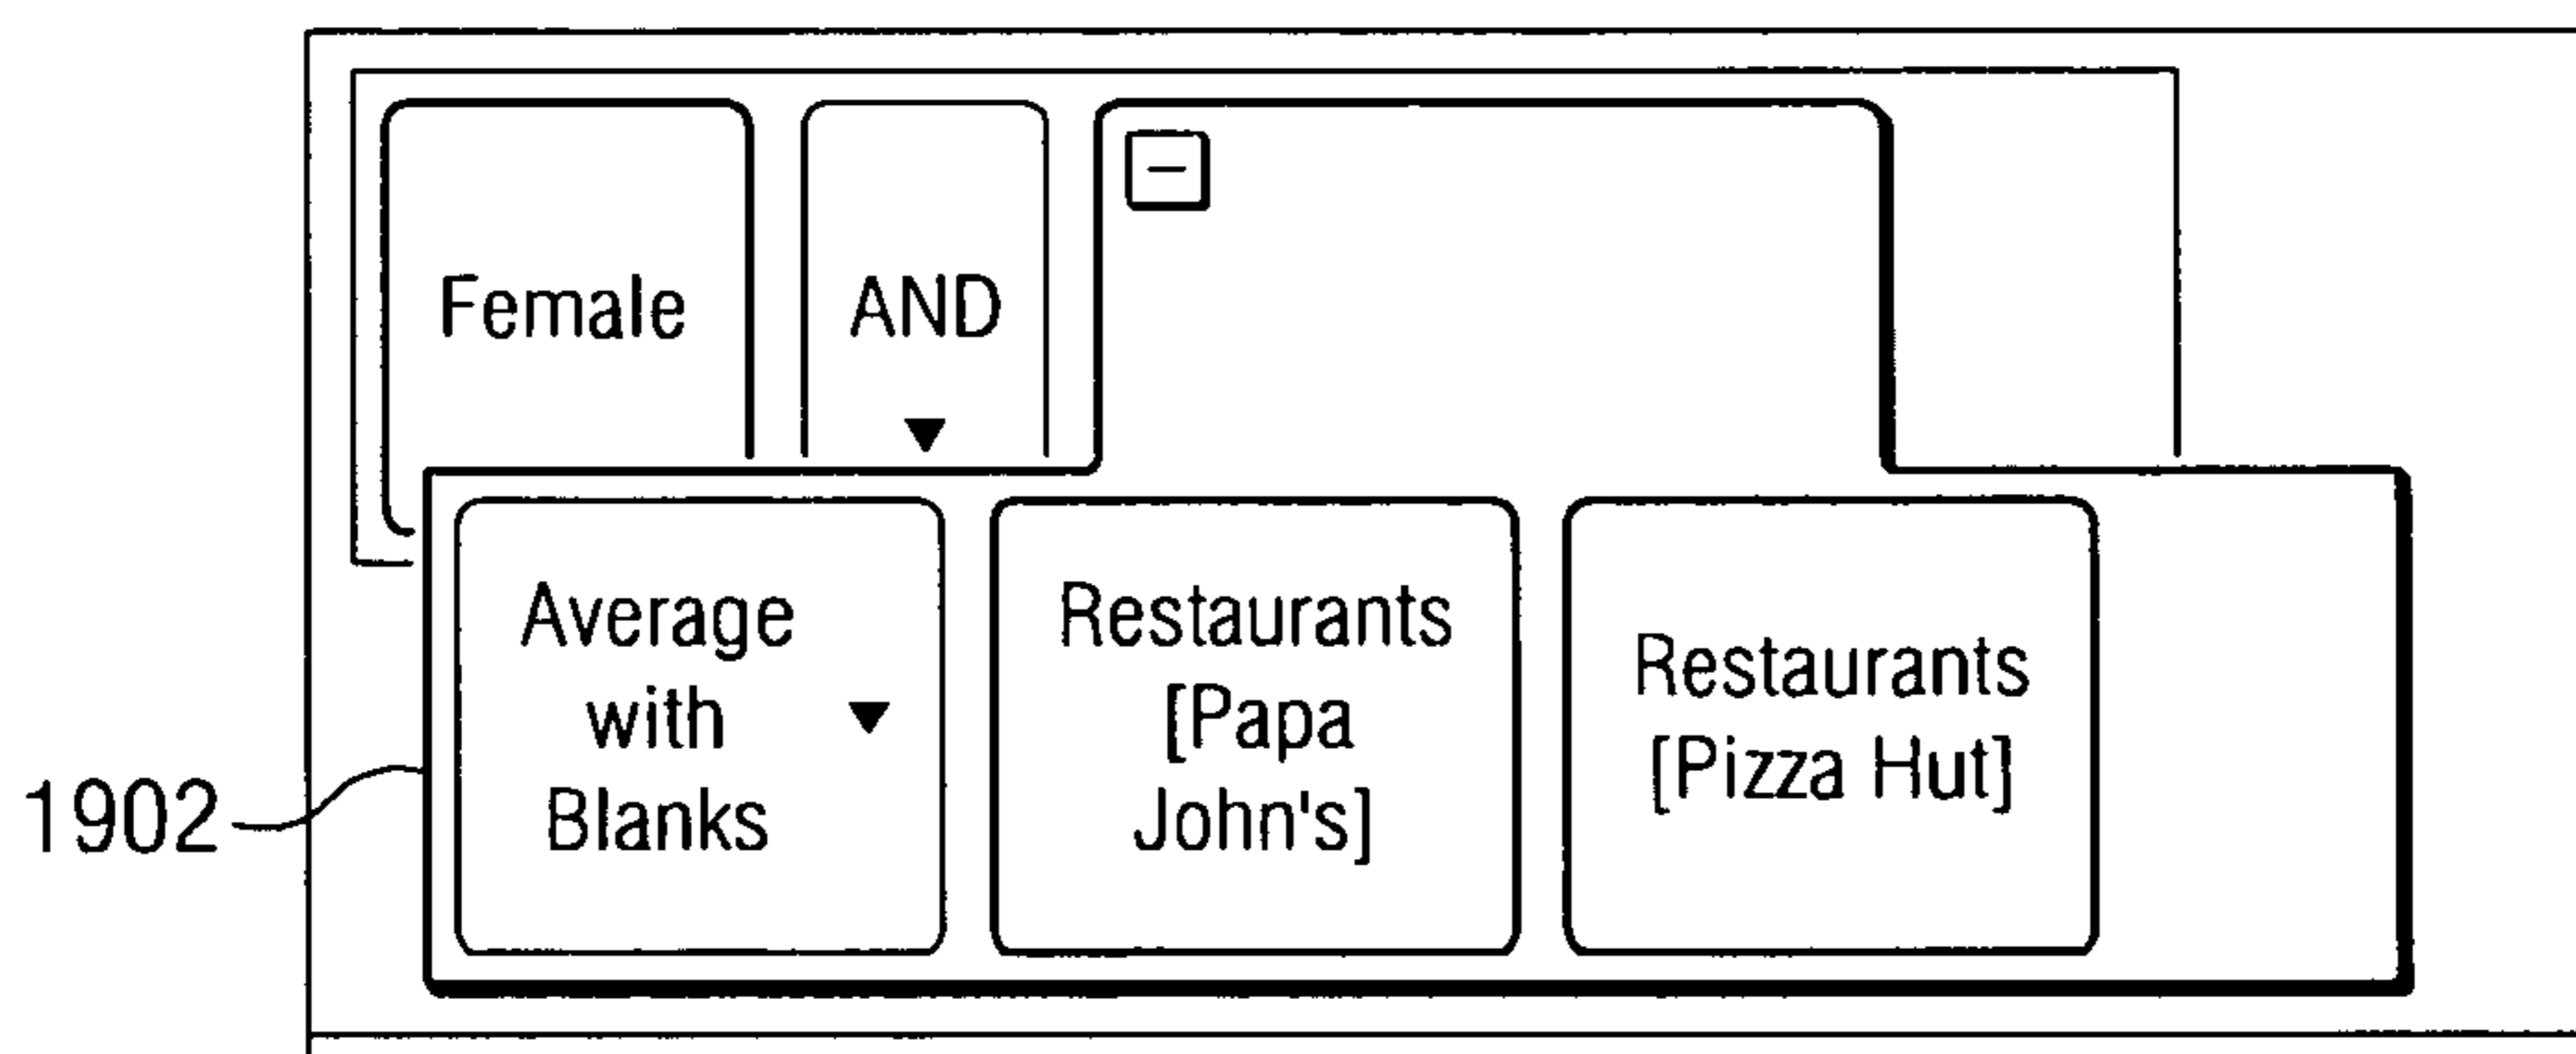 Female
AND
Average
with
Blanks
Restaurants
[Papa
John's]
Restaurants
[Pizza Hut]
1902